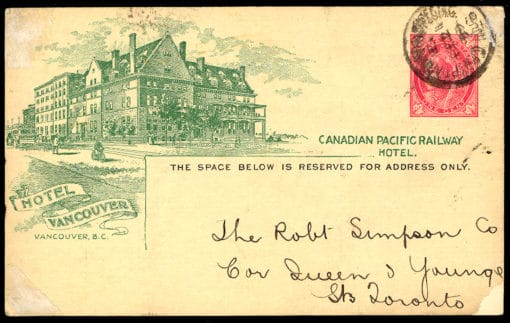 CANADIAN PACIFIC RAILWAY
HOTEL.
THE SPACE BELOW IS RESERVED FOR ADDRESS ONLY.
HOTEL
VANCOUVER
VANCOUVER, B.C.
The Robt Simpson Co
Cor Queen & Younge
Sts Toronto